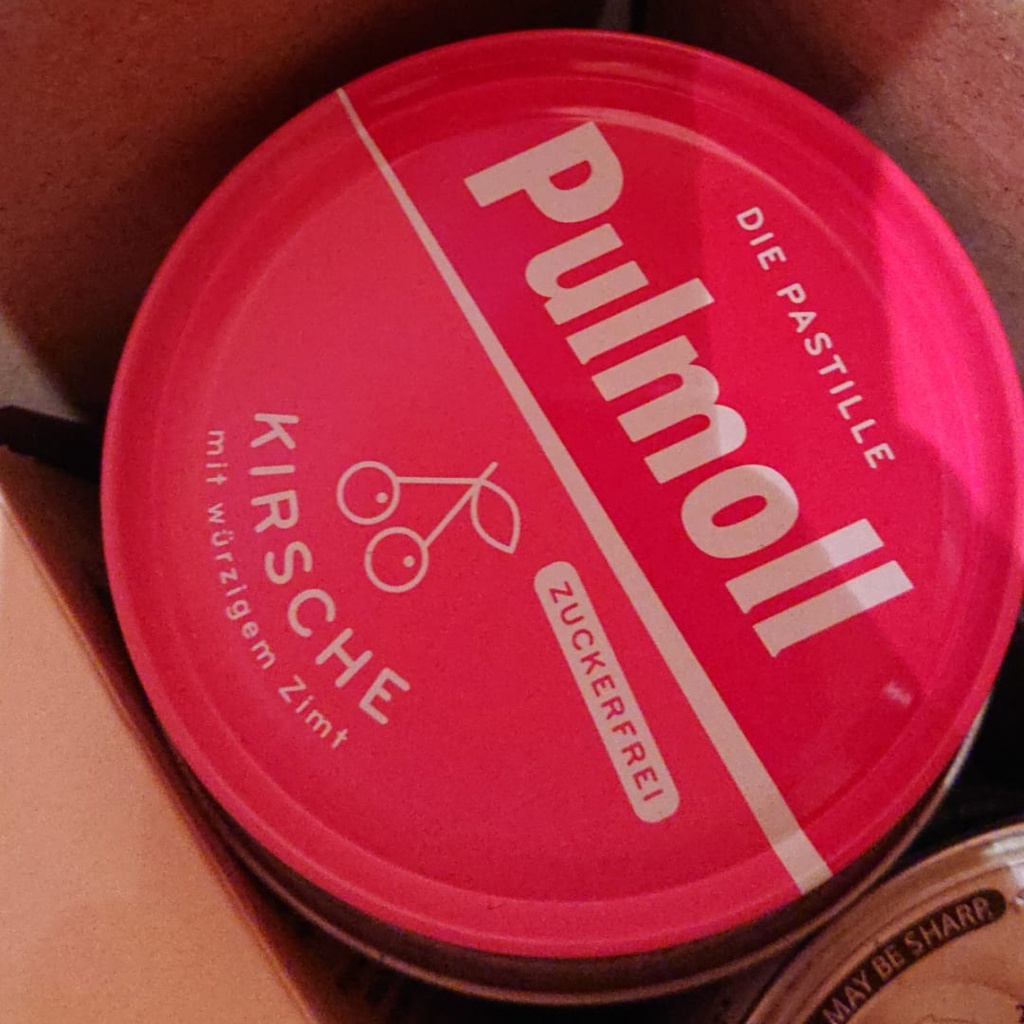 DIE PASTILLE
Pulmoll
ZUCKERFREI
KIRSCHE
mit würzigem Zimt
MAY BE SHARP